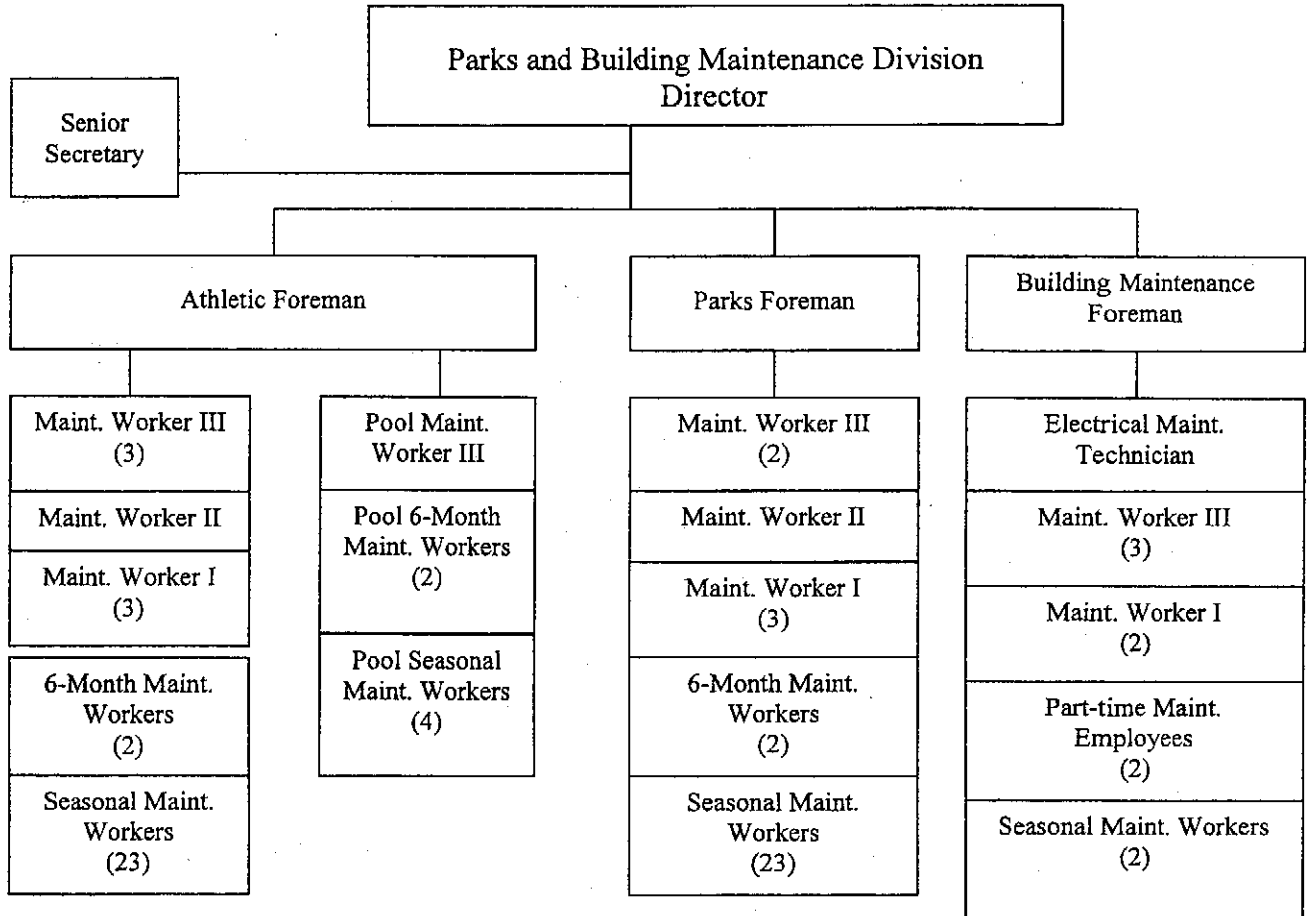 Parks and Building Maintenance Division
Director
Senior
Secretary
Athletic Foreman
Parks Foreman
Building Maintenance
Foreman
Maint. Worker III
(3)
Maint. Worker II
Maint. Worker I
(3)
6-Month Maint.
Workers
(2)
Seasonal Maint.
Workers
(23)
Pool Maint.
Worker III
Pool 6-Month
Maint. Workers
(2)
Pool Seasonal
Maint. Workers
(4)
Maint. Worker III
(2)
Maint. Worker II
Maint. Worker I
(3)
6-Month Maint.
Workers
(2)
Seasonal Maint.
Workers
(23)
Electrical Maint.
Technician
Maint. Worker III
(3)
Maint. Worker I
(2)
Part-time Maint.
Employees
(2)
Seasonal Maint. Workers
(2)